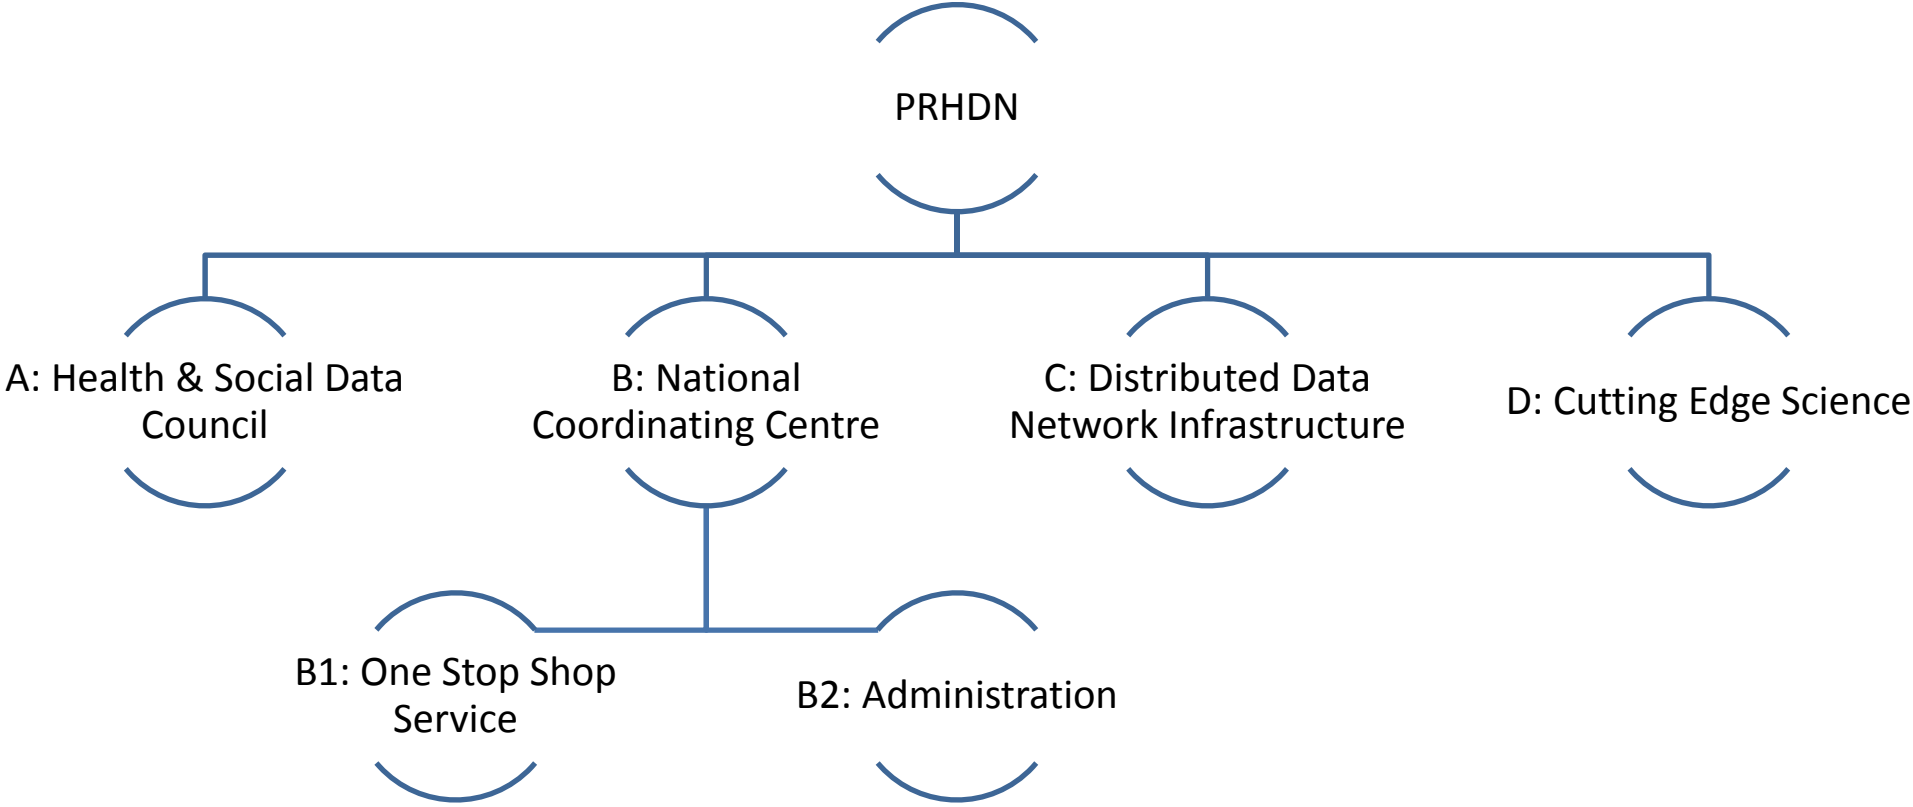 PRHDN
A: Health & Social Data
Council
B: National
Coordinating Centre
C: Distributed Data
Network Infrastructure
D: Cutting Edge Science
B1: One Stop Shop
Service
B2: Administration